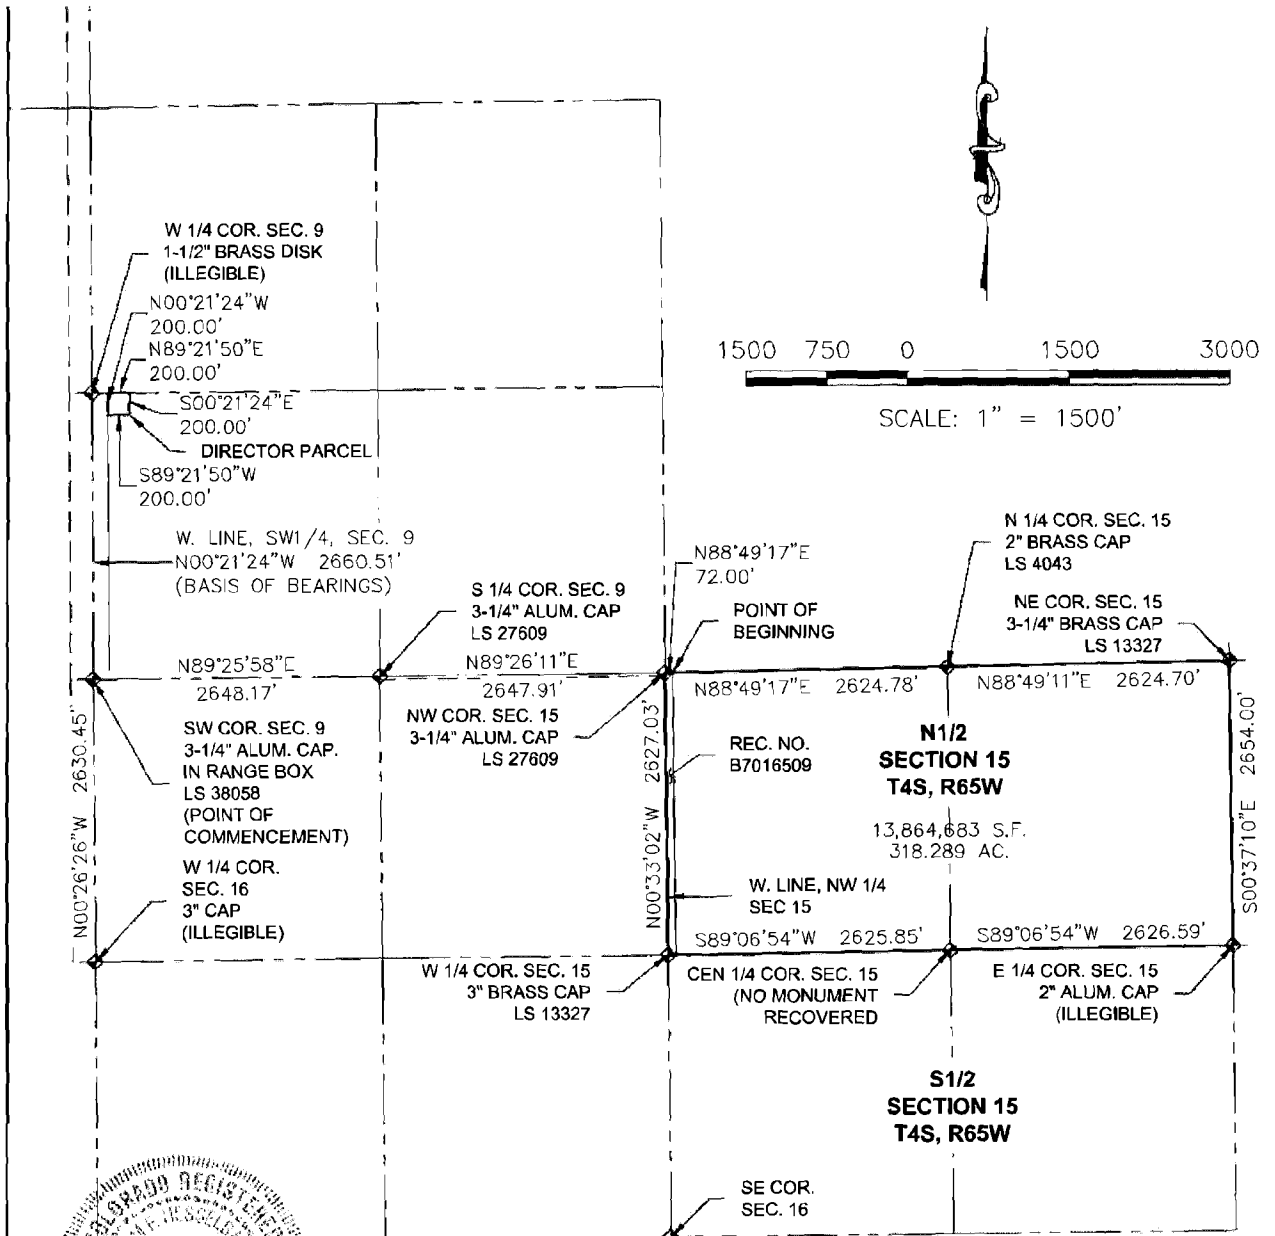 W 1/4 COR. SEC. 9
1-1/2" BRASS DISK
(ILLEGIBLE)
N00°21'24"W
200.00'
N89°21'50"E
200.00'
S00°21'24"E
200.00'
DIRECTOR PARCEL
S89°21'50"W
200.00'
W. LINE, SW1/4, SEC. 9
N00°21'24"W 2660.51'
(BASIS OF BEARINGS)
1500 750 0 1500 3000
SCALE: 1" = 1500'
S 1/4 COR. SEC. 9
3-1/4" ALUM. CAP
LS 27609
N88°49'17"E
72.00'
POINT OF
BEGINNING
N 1/4 COR. SEC. 15
2" BRASS CAP
LS 4043
NE COR. SEC. 15
3-1/4" BRASS CAP
LS 13327
N89°25'58"E
2648.17'
N89°26'11"E
2647.91'
N88°49'17"E 2624.78'
N88°49'11"E 2624.70'
NW COR. SEC. 15
3-1/4" ALUM. CAP
LS 27609
SW COR. SEC. 9
3-1/4" ALUM. CAP.
IN RANGE BOX
LS 38058
(POINT OF
COMMENCEMENT)
N00°26'26"W 2630.45'
W 1/4 COR.
SEC. 16
3" CAP
(ILLEGIBLE)
N00°33'02"W 2627.03'
REC. NO.
B7016509
N1/2
SECTION 15
T4S, R65W
13,864,683 S.F.
318.289 AC.
S00°37'10"E 2654.00'
W. LINE, NW 1/4
SEC 15
S89°06'54"W 2625.85'
S89°06'54"W 2626.59'
W 1/4 COR. SEC. 15
3" BRASS CAP
LS 13327
CEN 1/4 COR. SEC. 15
(NO MONUMENT
RECOVERED
E 1/4 COR. SEC. 15
2" ALUM. CAP
(ILLEGIBLE)
S1/2
SECTION 15
T4S, R65W
SE COR.
SEC. 16
COLORADO REGISTERED